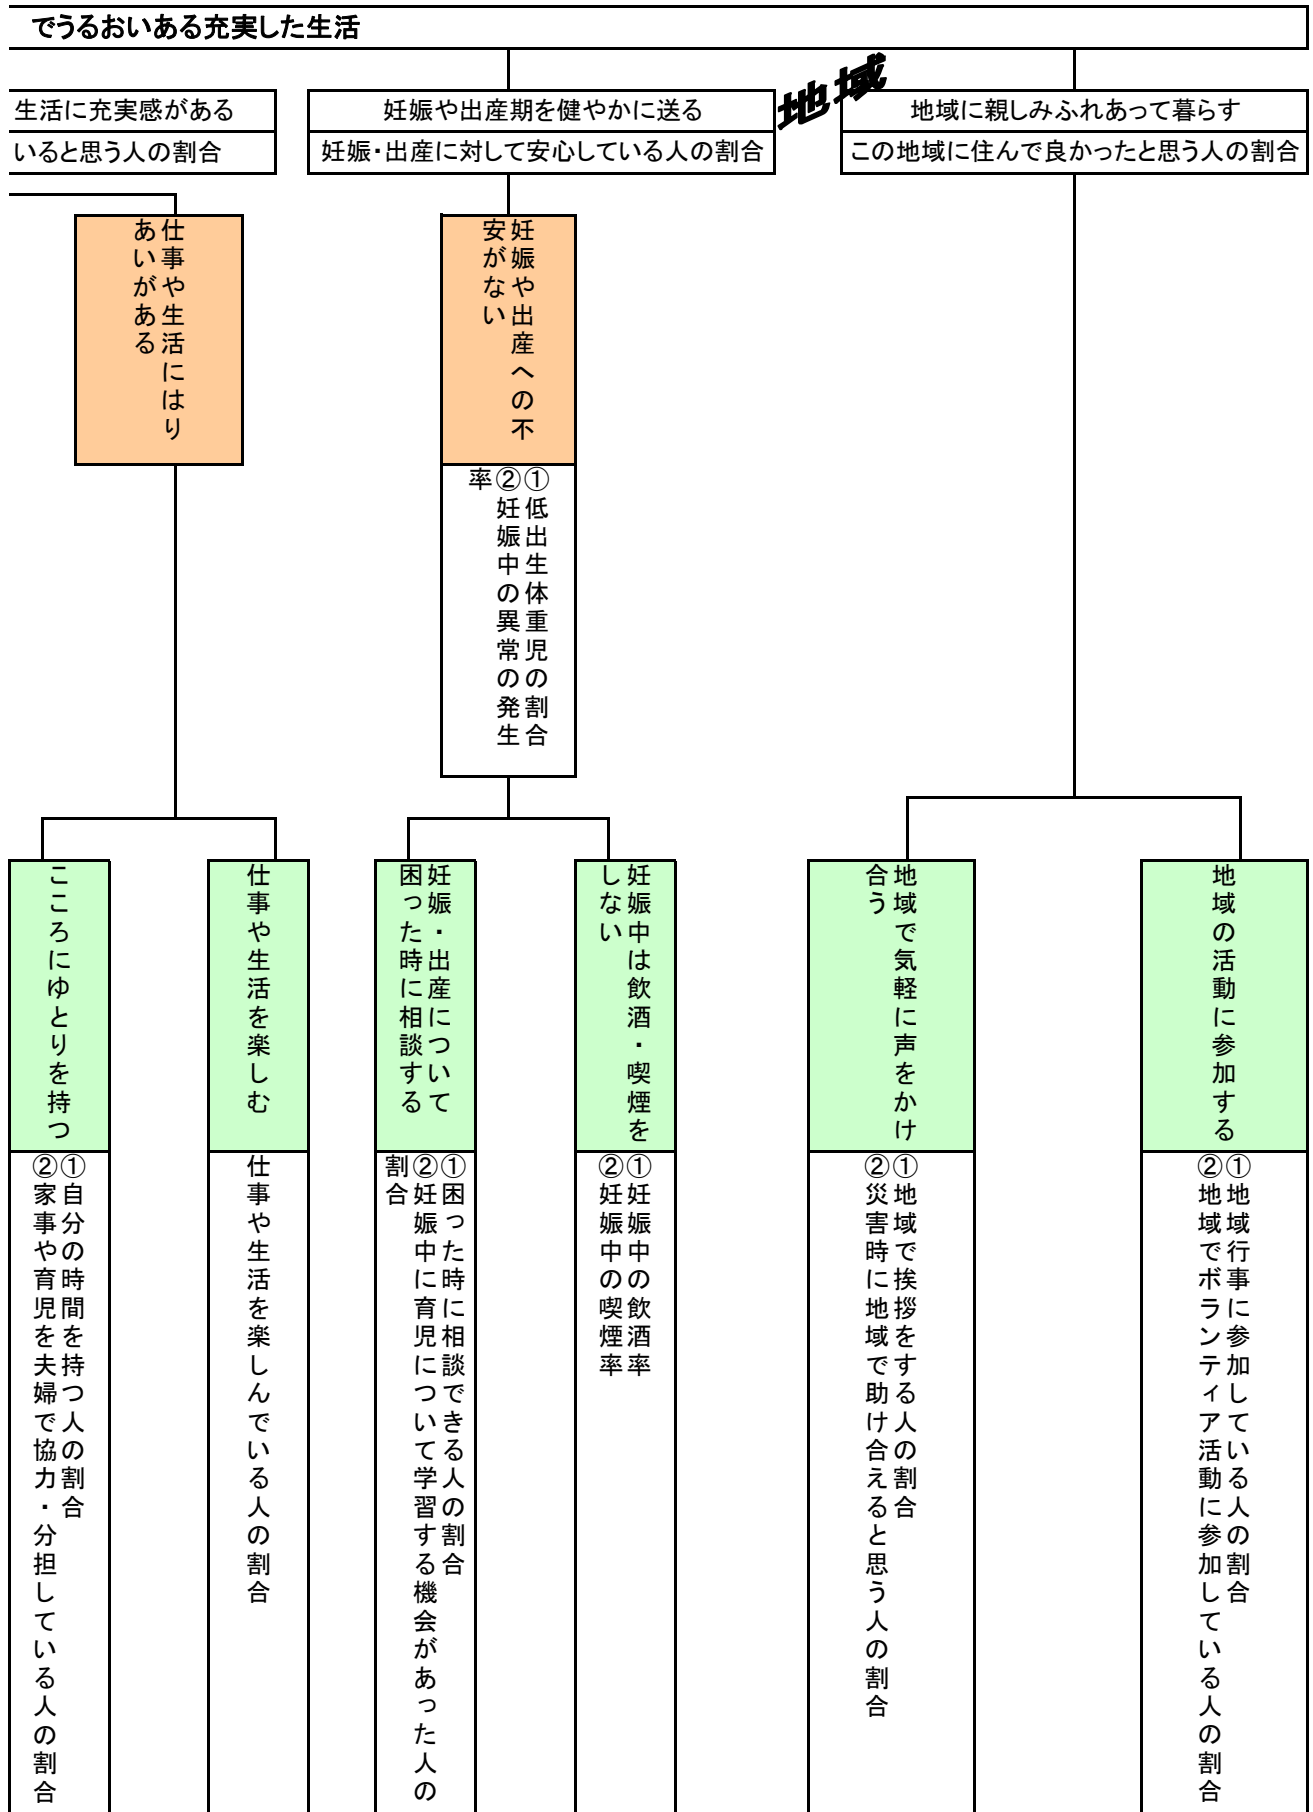 でうるおいある充実した生活
地域
生活に充実感がある
いると思う人の割合
妊娠や出産期を健やかに送る
妊娠・出産に対して安心している人の割合
地域に親しみふれあって暮らす
この地域に住んで良かったと思う人の割合
仕事や生活にはり
あいがある
妊娠や出産への不
安がない
①低出生体重児の割合
②妊娠中の異常の発生
率
こころにゆとりを持つ
①自分の時間を持つ人の割合
②家事や育児を夫婦で協力・分担している人の割合
仕事や生活を楽しむ
仕事や生活を楽しんでいる人の割合
妊娠・出産について
困った時に相談する
①困った時に相談できる人の割合
②妊娠中に育児について学習する機会があった人の
割合
妊娠中は飲酒・喫煙を
しない
①妊娠中の飲酒率
②妊娠中の喫煙率
地域で気軽に声をかけ
合う
①地域で挨拶をする人の割合
②災害時に地域で助け合えると思う人の割合
地域の活動に参加する
①地域行事に参加している人の割合
②地域でボランティア活動に参加している人の割合